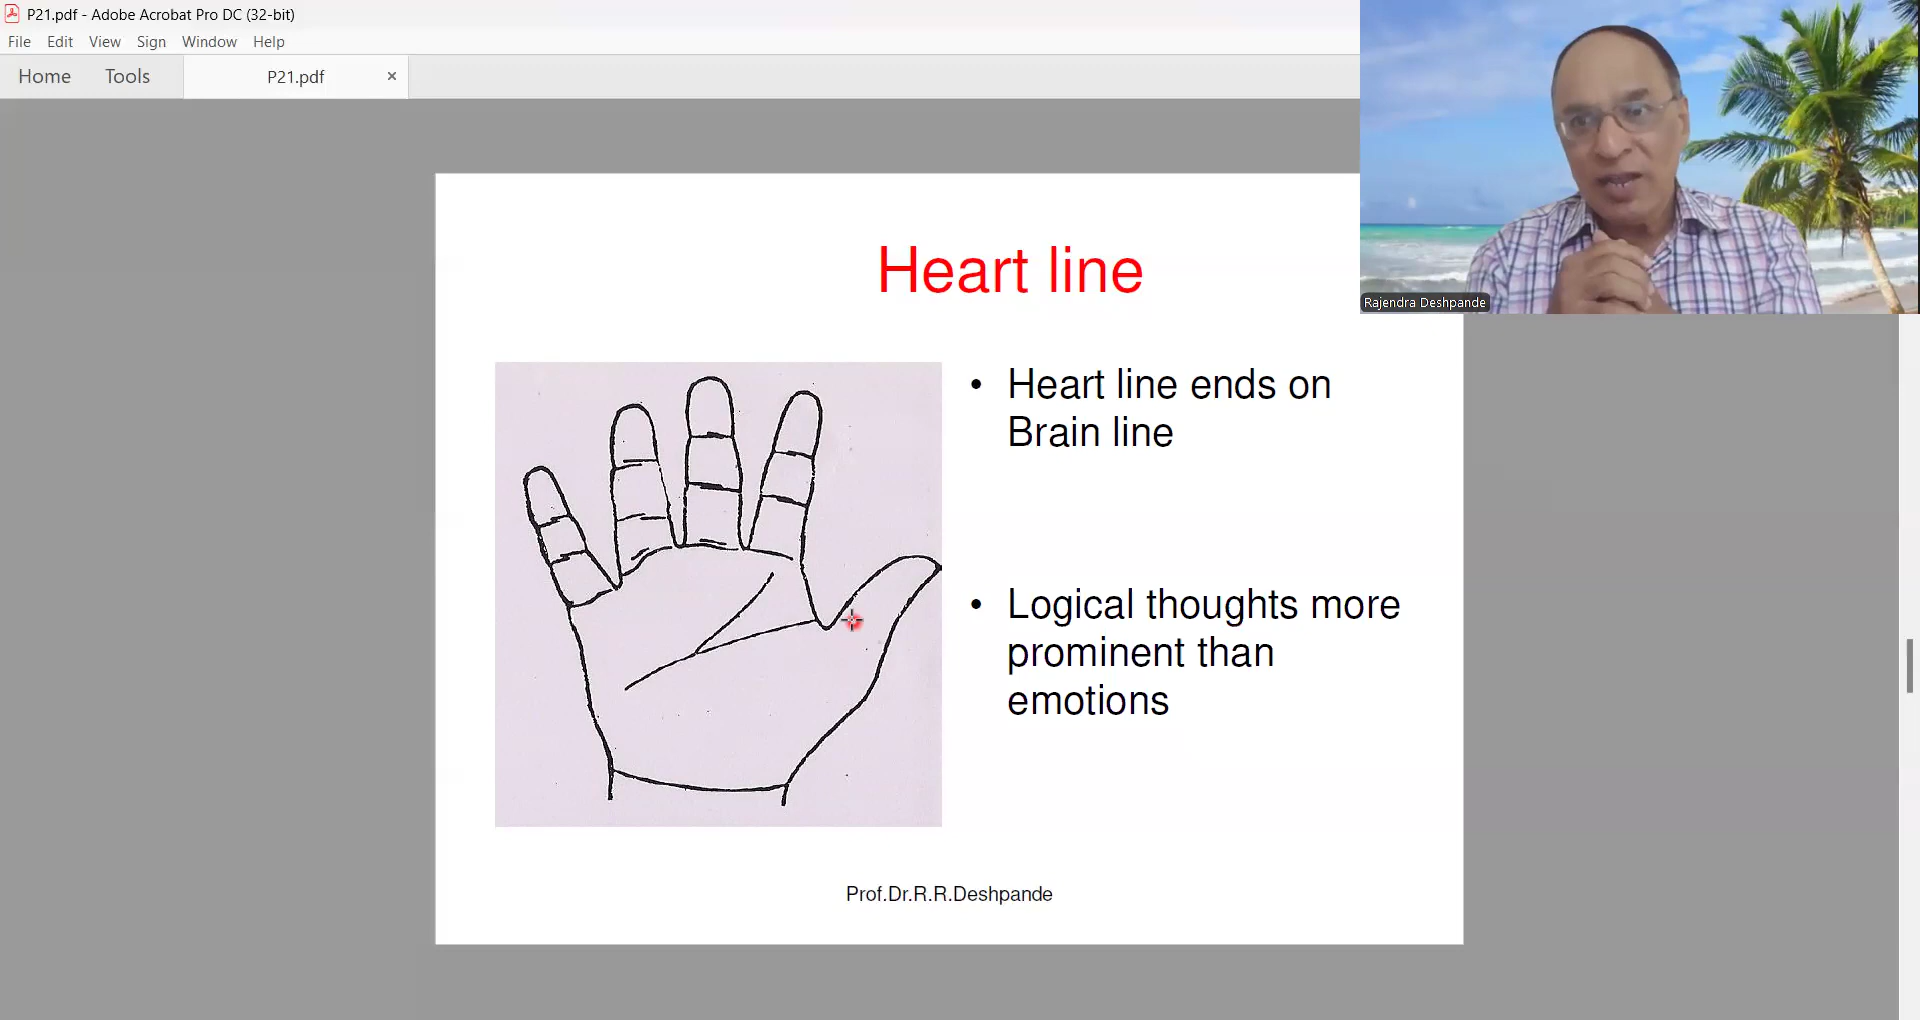 P21.pdf - Adobe Acrobat Pro DC (32-bit)
File Edit View Sign Window Help
Home Tools P21.pdf ×
Rajendra Deshpande
Heart line
• Heart line ends on
Brain line
• Logical thoughts more
prominent than
emotions
Prof.Dr.R.R.Deshpande